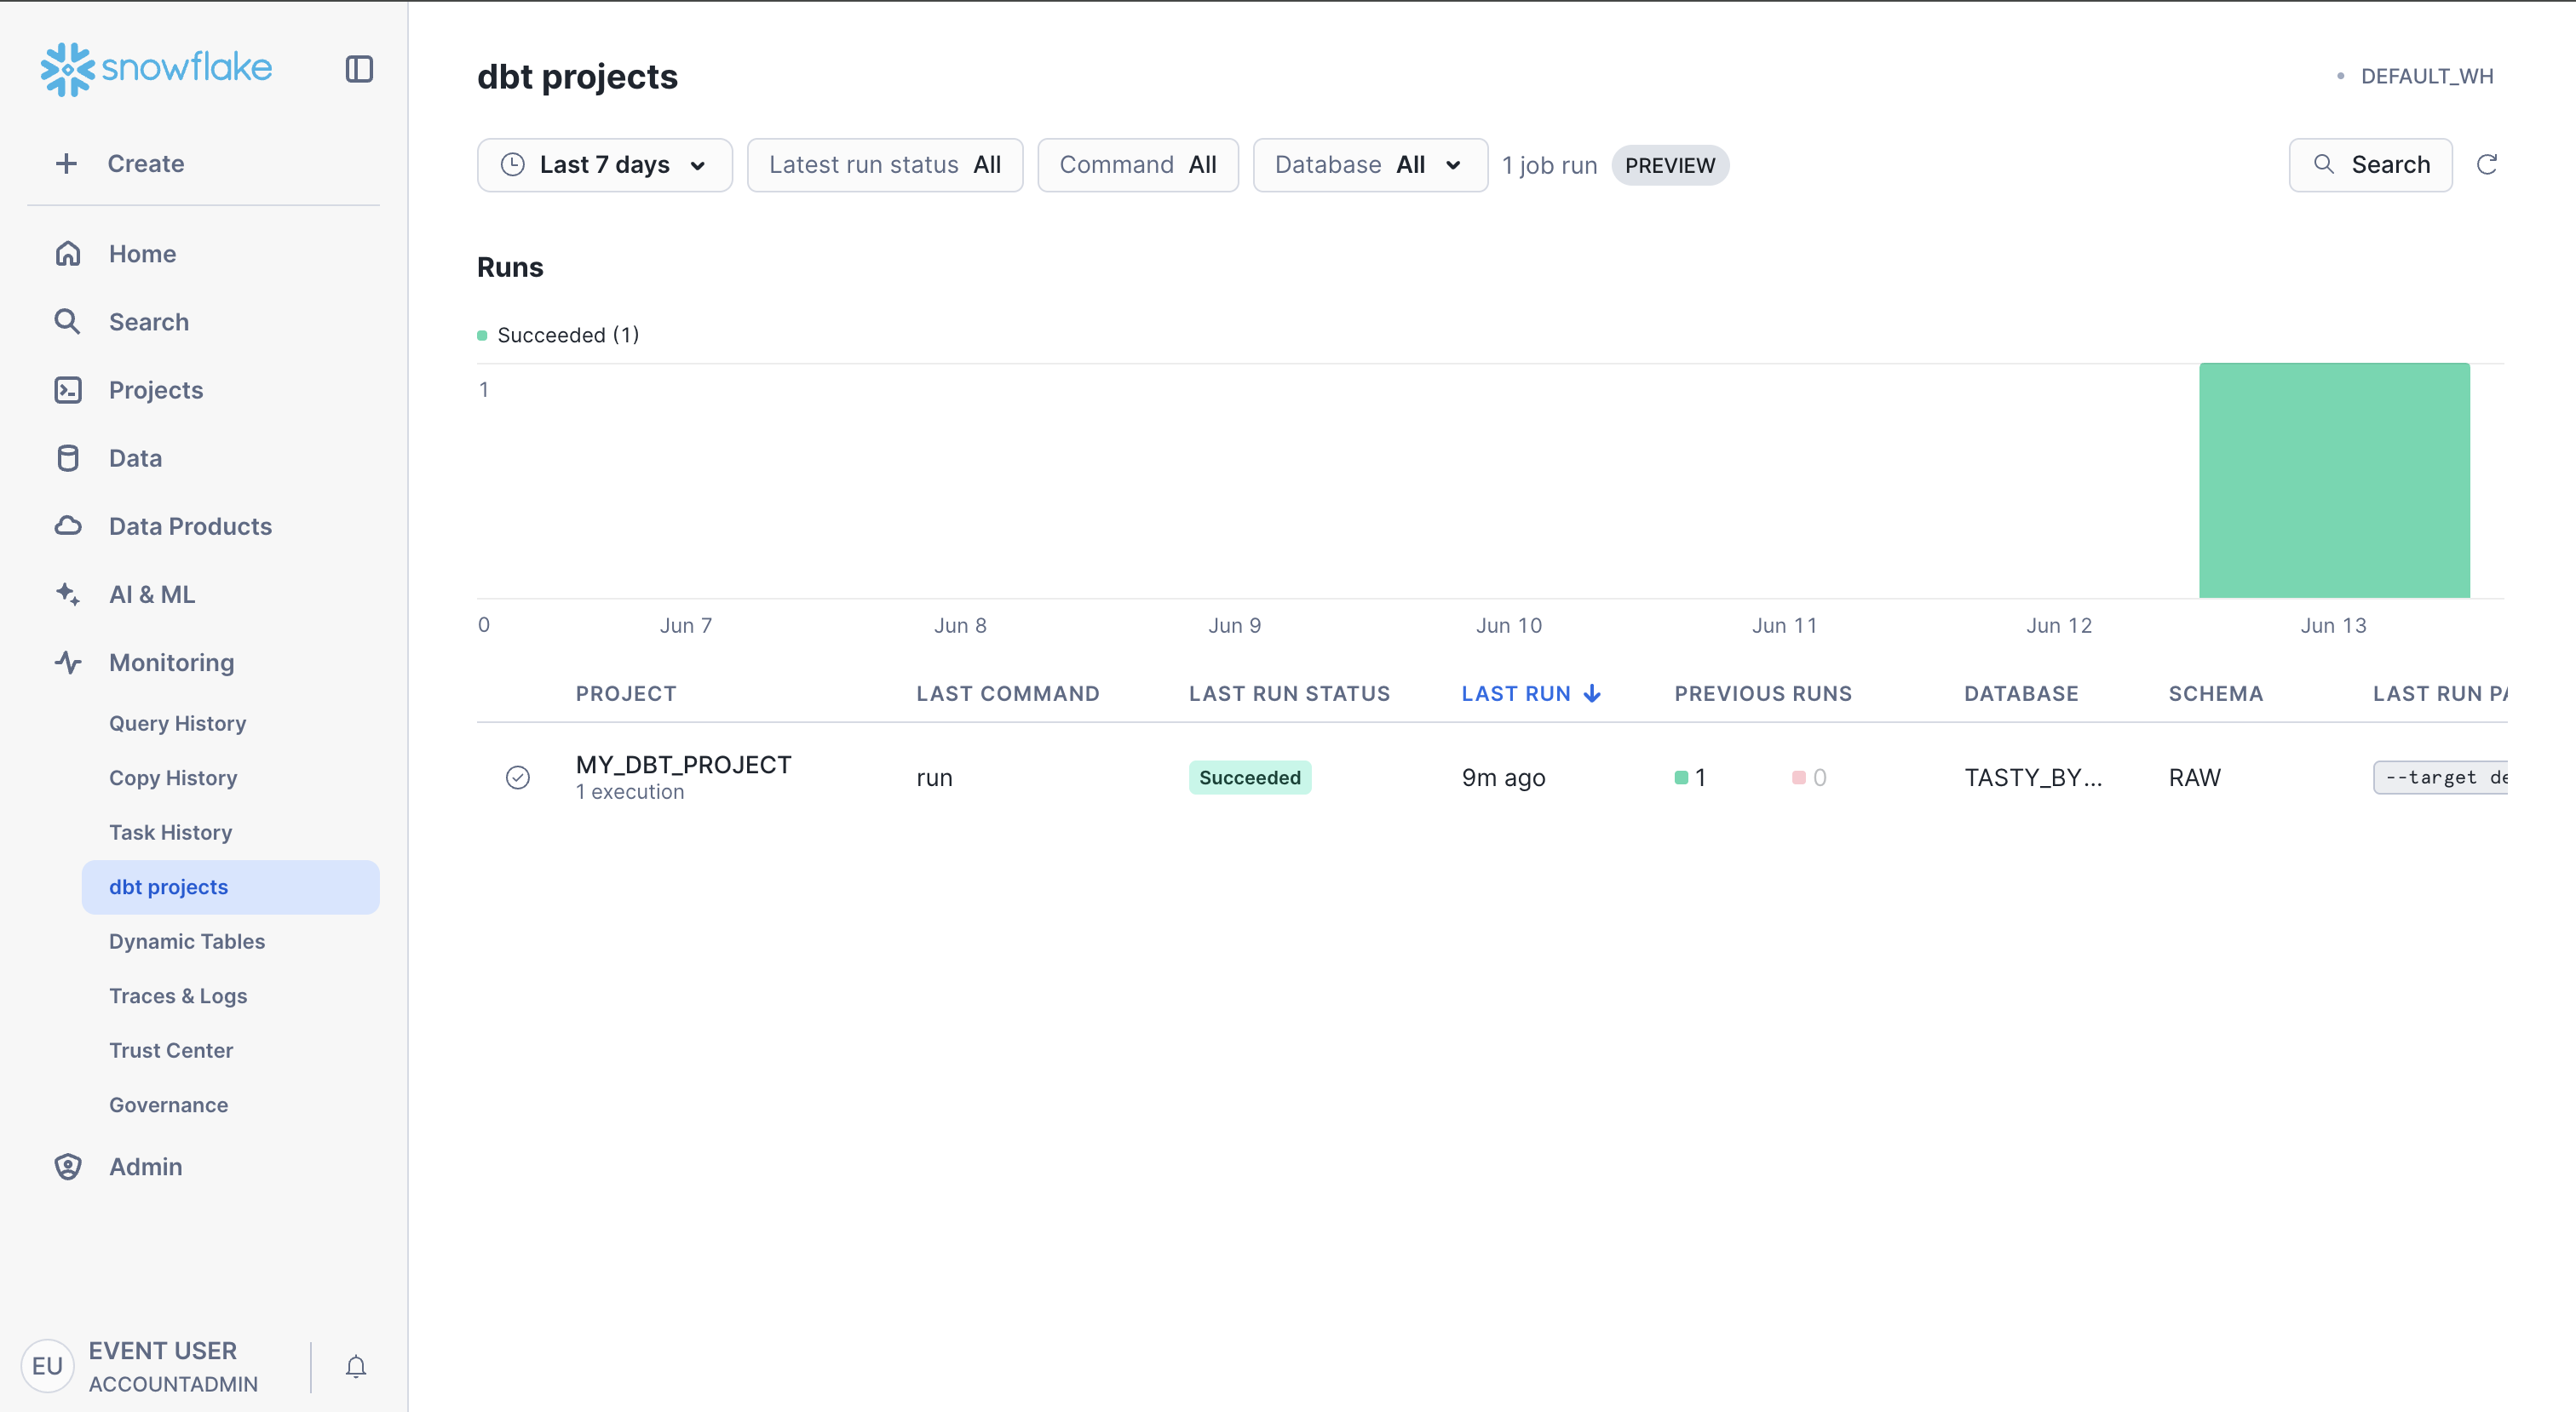 snowflake
Create
Home
Search
Projects
Data
Data Products
AI & ML
Monitoring
Query History
Copy History
Task History
dbt projects
Dynamic Tables
Traces & Logs
Trust Center
Governance
Admin
EU
EVENT USER
ACCOUNTADMIN
dbt projects
DEFAULT_WH
Last 7 days
Latest run status All
Command All
Database All
1 job run
PREVIEW
Search
Runs
Succeeded (1)
1
0 Jun 7 Jun 8 Jun 9 Jun 10 Jun 11 Jun 12 Jun 13
PROJECT LAST COMMAND LAST RUN STATUS LAST RUN PREVIOUS RUNS DATABASE SCHEMA LAST RUN PA
MY_DBT_PROJECT run Succeeded 9m ago 1 0 TASTY_BY... RAW --target de
1 execution